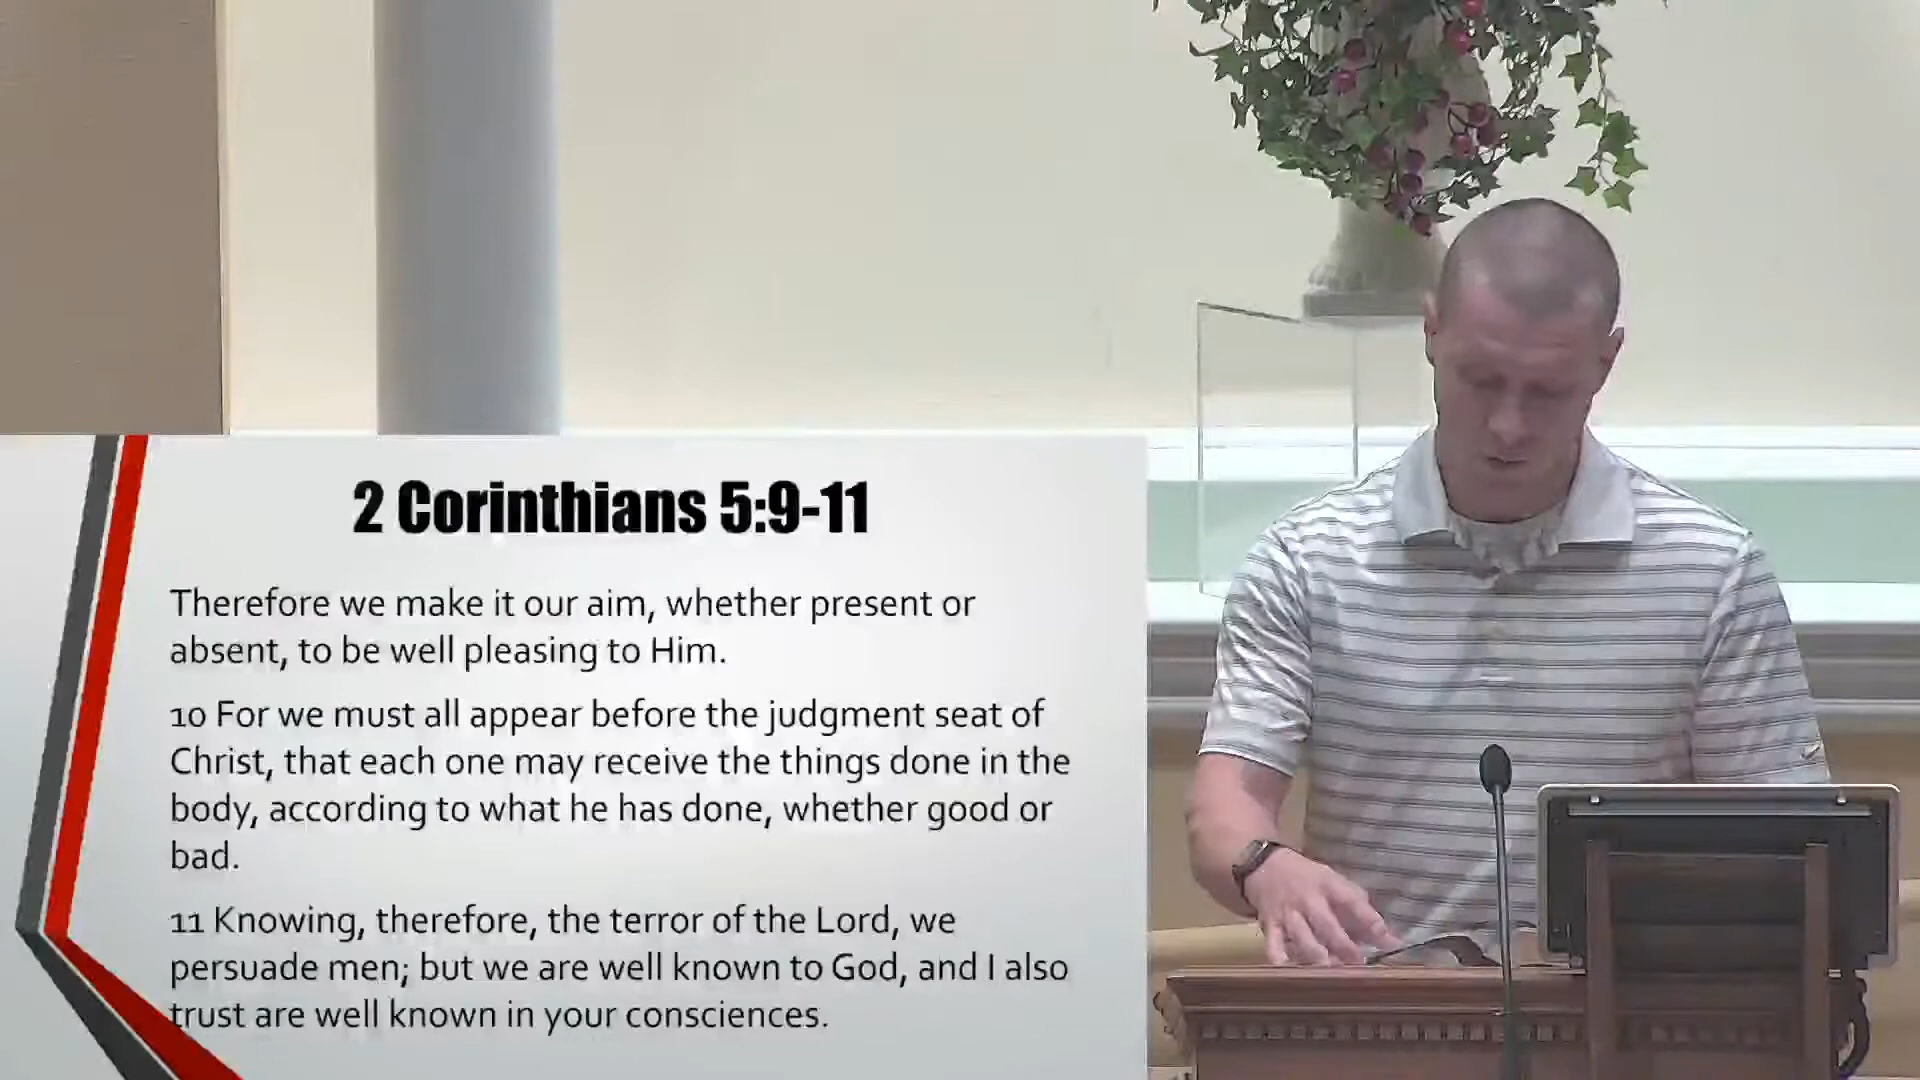 2 Corinthians 5:9-11
Therefore we make it our aim, whether present or
absent, to be well pleasing to Him.
10 For we must all appear before the judgment seat of
Christ, that each one may receive the things done in the
body, according to what he has done, whether good or
bad.
11 Knowing, therefore, the terror of the Lord, we
persuade men; but we are well known to God, and I also
trust are well known in your consciences.